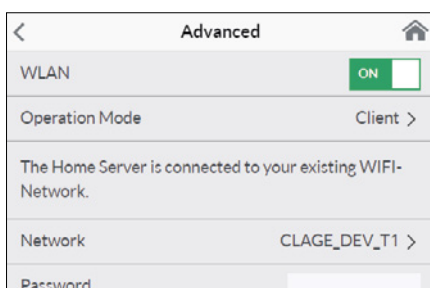 Advanced
WLAN
ON
Operation Mode
Client
The Home Server is connected to your existing WIFI-
Network.
Network
CLAGE_DEV_T1
Password